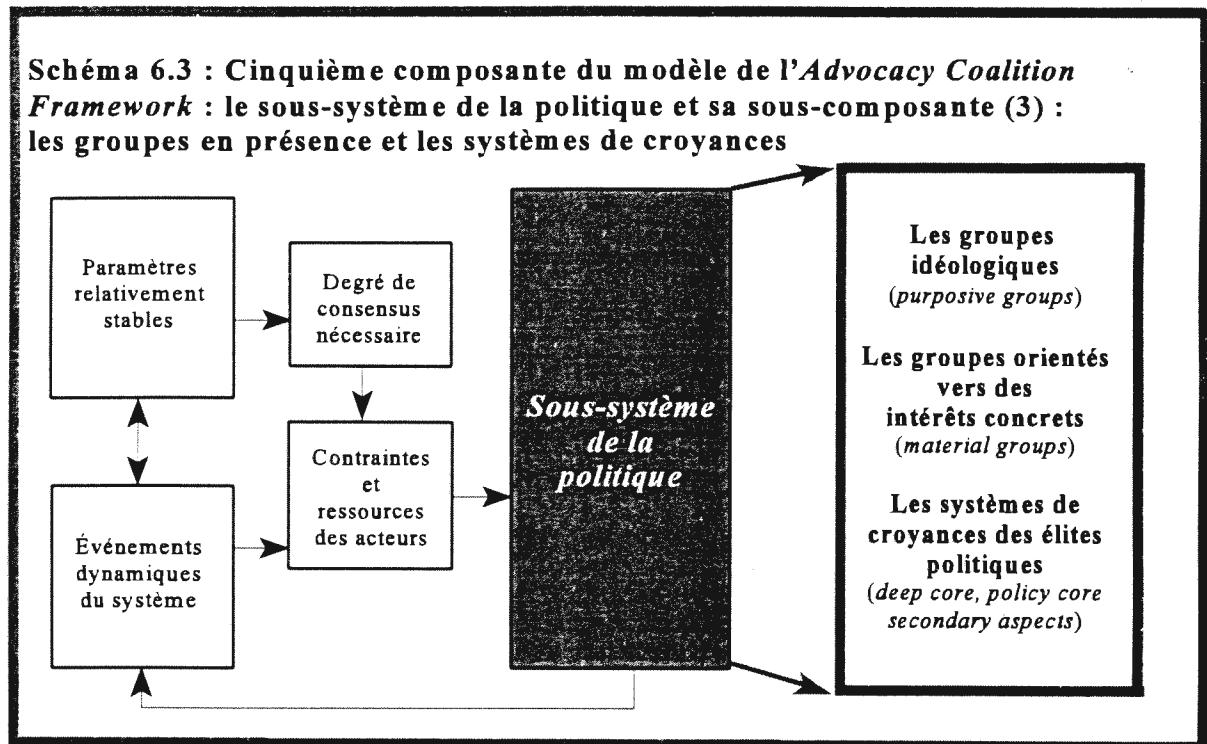 Schéma 6.3 : Cinquième composante du modèle de l'Advocacy Coalition
Framework : le sous-système de la politique et sa sous-composante (3) :
les groupes en présence et les systèmes de croyances
Paramètres
relativement
stables
Degré de
consensus
nécessaire
Événements
dynamiques
du système
Contraintes
et
ressources
des acteurs
Sous-système
de la
politique
Les groupes
idéologiques
(purposive groups)
Les groupes orientés
vers des
intérêts concrets
(material groups)
Les systèmes de
croyances des élites
politiques
(deep core, policy core
secondary aspects)